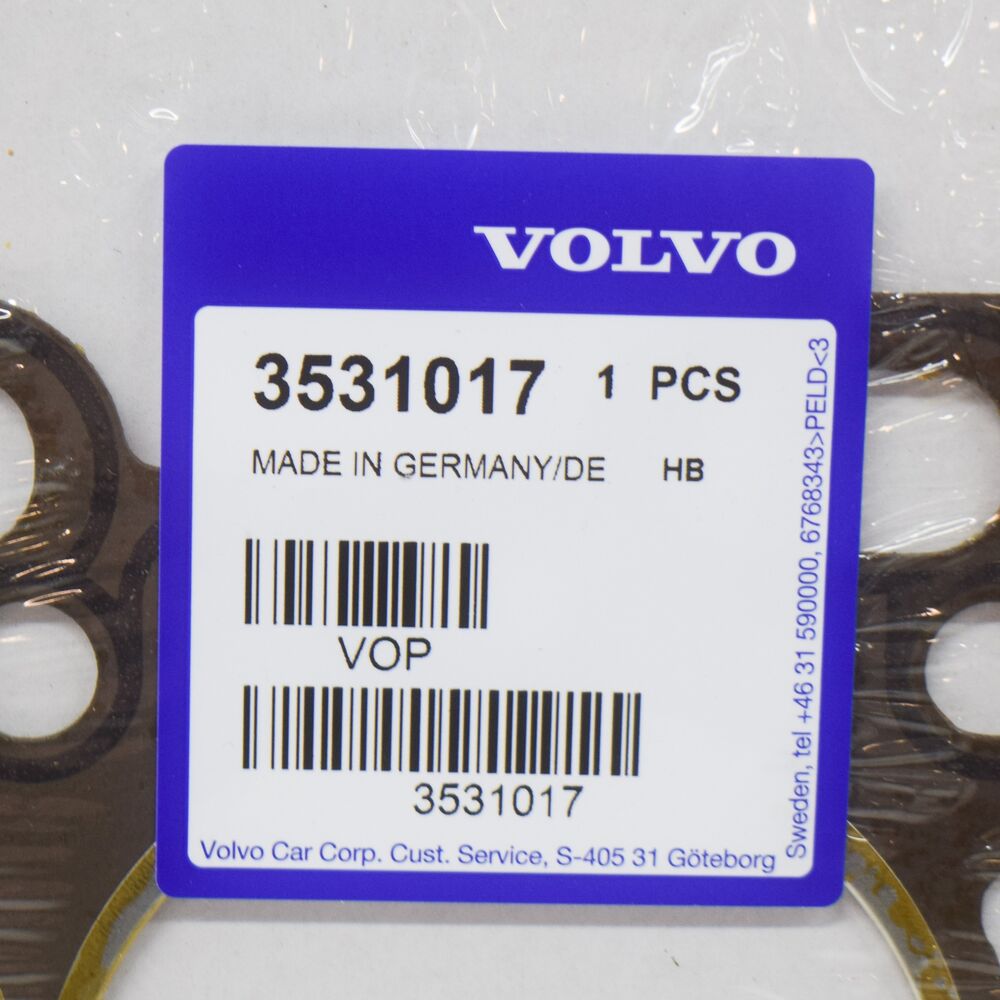 VOLVO
3531017 1 PCS
MADE IN GERMANY/DE HB
VOP
3531017
Volvo Car Corp. Cust. Service, S-405 31 Göteborg
Sweden, tel +46 31 590000, 6768343>PELD<3